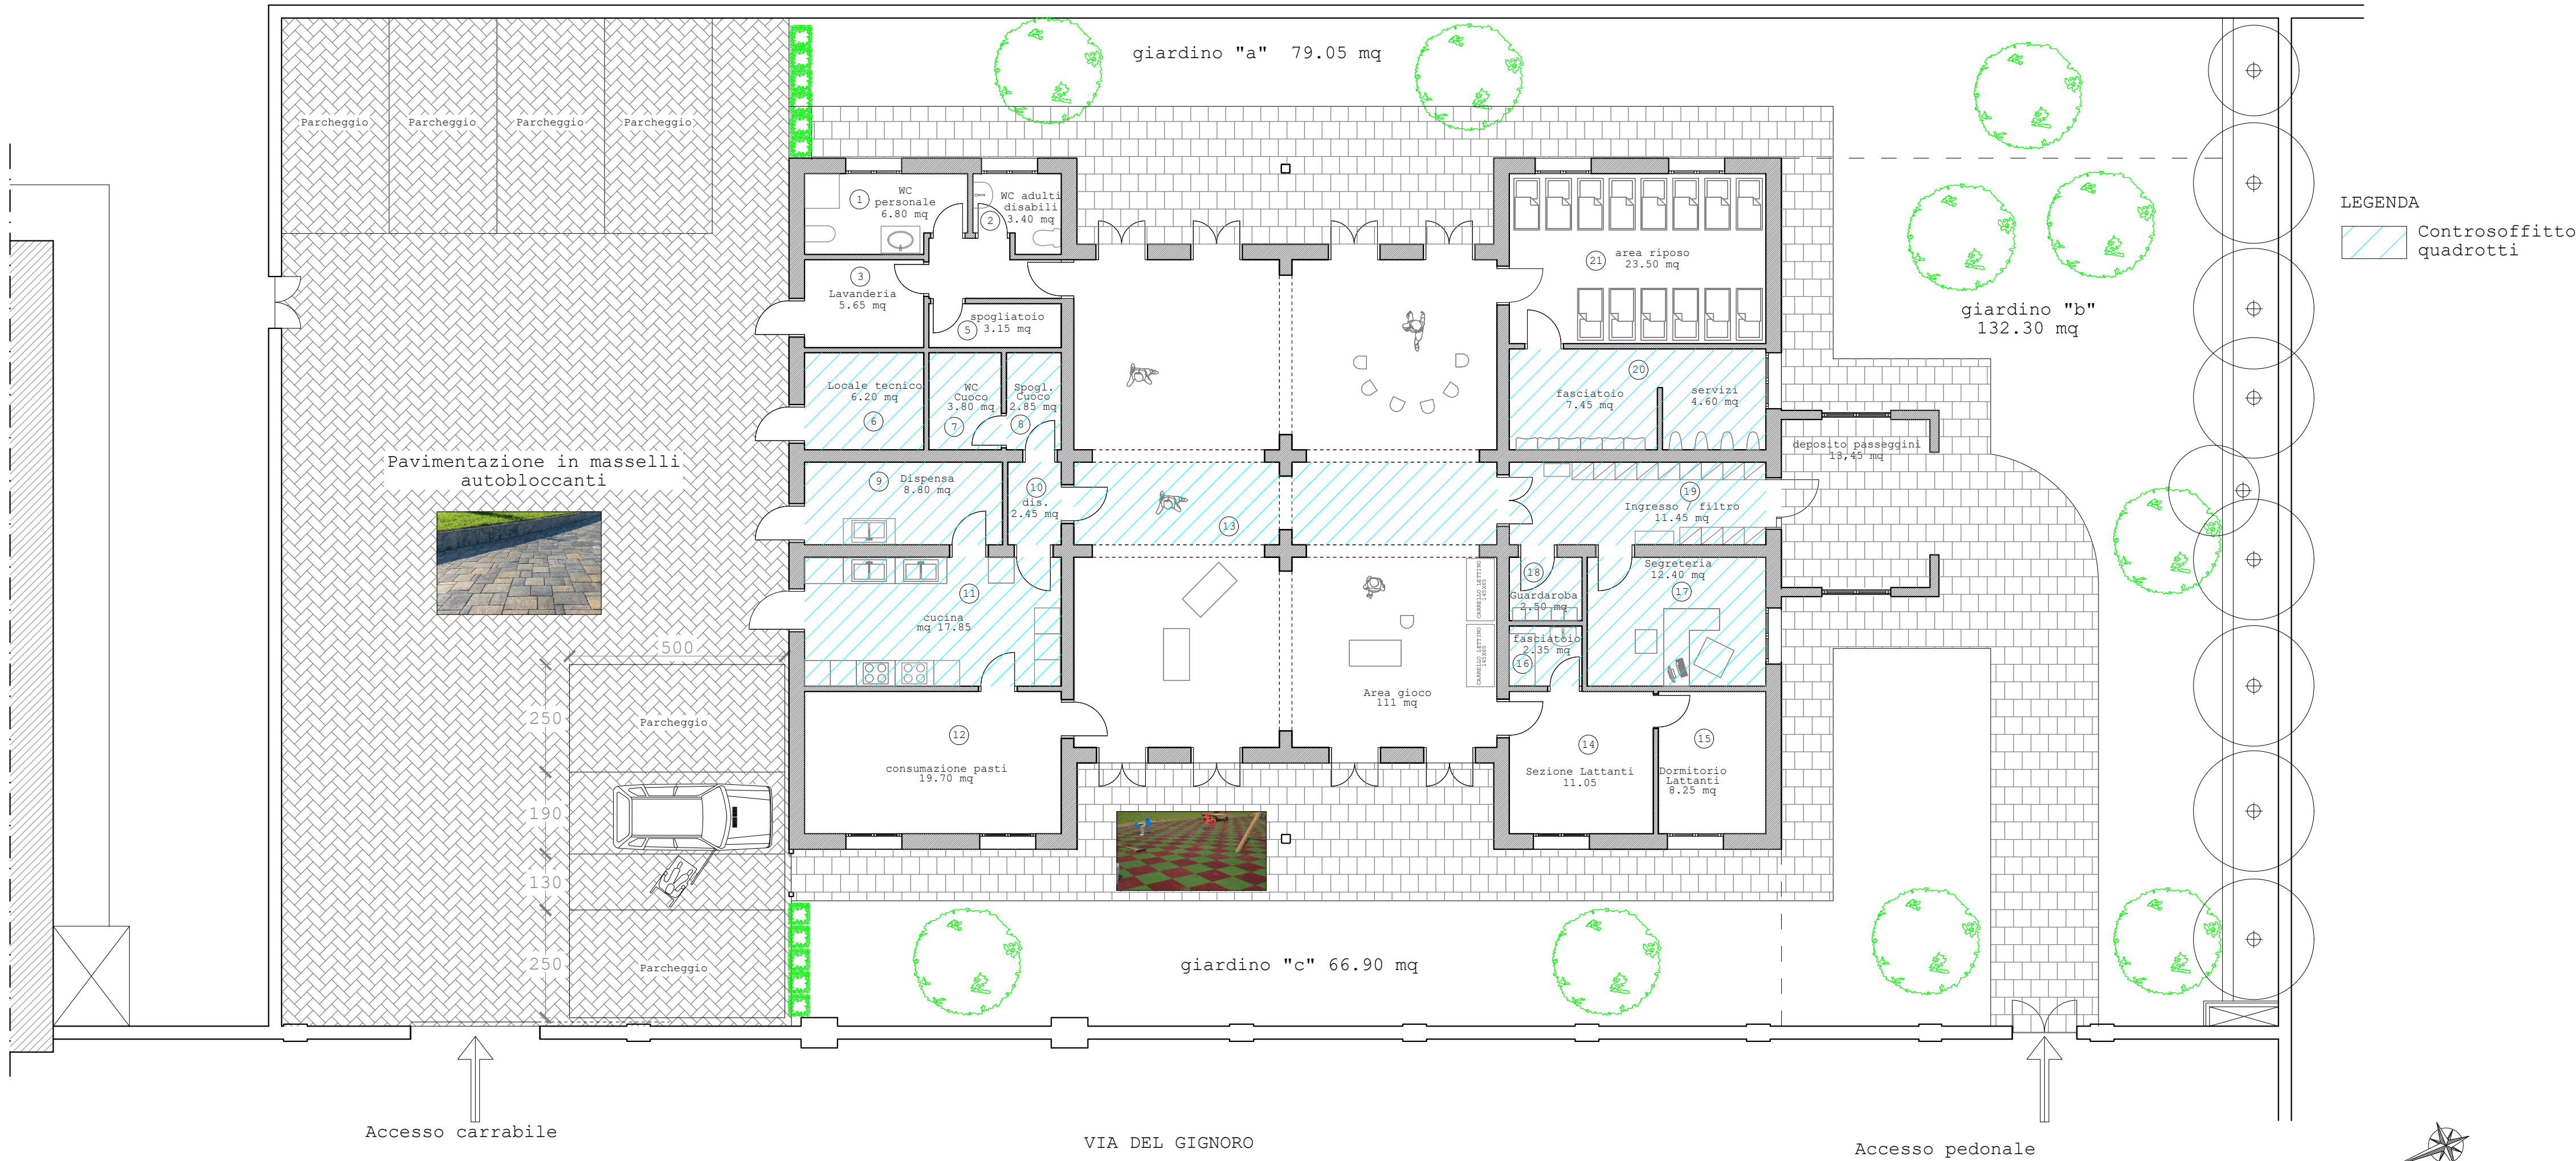 giardino "a"  79.05 mq
Parcheggio
Parcheggio
Parcheggio
Parcheggio
LEGENDA
Controsoffitto
quadrotti
1
WC
personale
6.80 mq
2
WC adulti
disabili
3.40 mq
3
Lavanderia
5.65 mq
5
spogliatoio
3.15 mq
21
area riposo
23.50 mq
giardino "b"
132.30 mq
Locale tecnico
6.20 mq
6
WC
Cuoco
3.80 mq
7
Spogl.
Cuoco
2.85 mq
8
20
fasciatoio
7.45 mq
servizi
4.60 mq
deposito passeggini
13,45 mq
Pavimentazione in masselli
autobloccanti
9
Dispensa
8.80 mq
10
dis.
2.45 mq
13
19
Ingresso / filtro
11.45 mq
11
cucina
mq 17.85
CARRELLO LETTINO
145x65
CARRELLO LETTINO
145x65
18
Guardaroba
2.50 mq
Segreteria
12.40 mq
17
fasciatoio
2.35 mq
16
Area gioco
111 mq
500
250
190
130
250
Parcheggio
Parcheggio
12
consumazione pasti
19.70 mq
14
Sezione Lattanti
11.05
15
Dormitorio
Lattanti
8.25 mq
giardino "c" 66.90 mq
Accesso carrabile
VIA DEL GIGNORO
Accesso pedonale